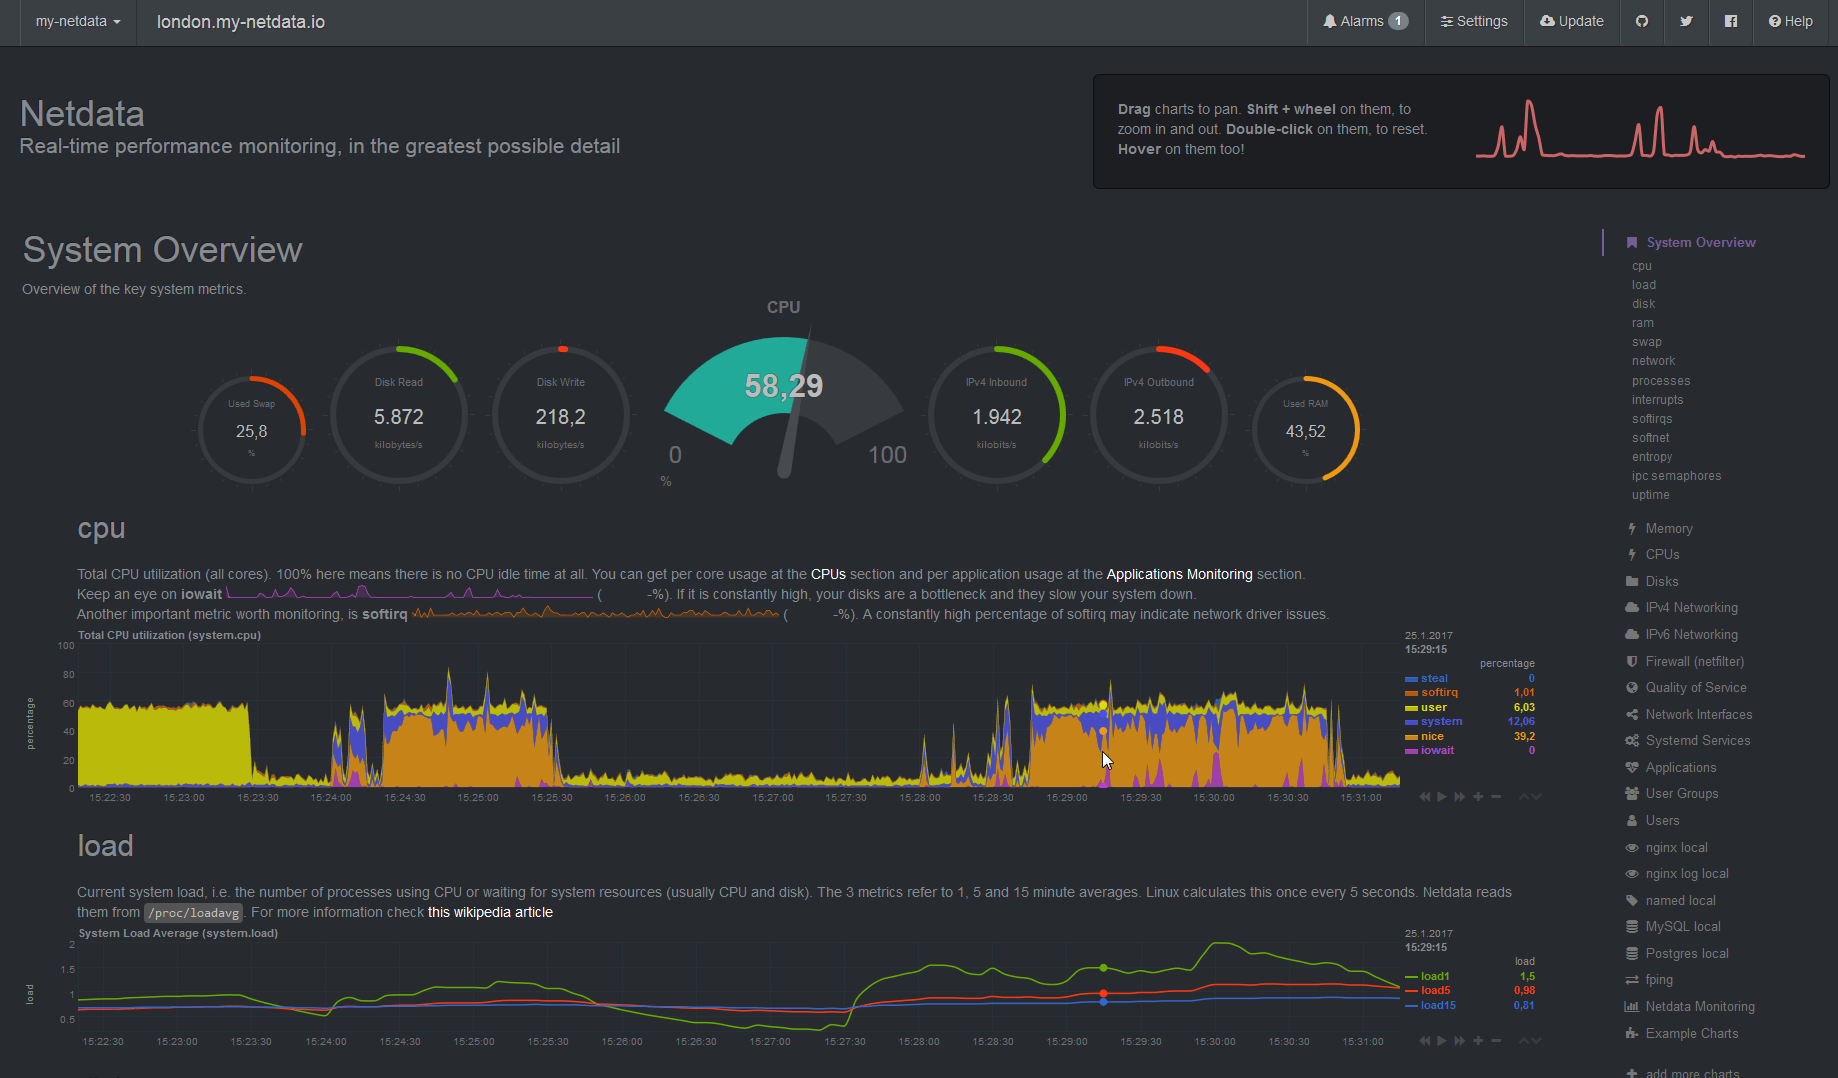 my-netdata
london.my-netdata.io
Alarms 1
Settings
Update
Help
Netdata
Real-time performance monitoring, in the greatest possible detail
Drag charts to pan. Shift + wheel on them, to
zoom in and out. Double-click on them, to reset.
Hover on them too!
System Overview
Overview of the key system metrics.
CPU
Used Swap
25,8
%
Disk Read
5.872
kilobytes/s
Disk Write
218,2
kilobytes/s
58,29
0
100
%
IPv4 Inbound
1.942
kilobits/s
IPv4 Outbound
2.518
kilobits/s
Used RAM
43,52
%
cpu
Total CPU utilization (all cores). 100% here means there is no CPU idle time at all. You can get per core usage at the CPUs section and per application usage at the Applications Monitoring section.
Keep an eye on iowait ( -%). If it is constantly high, your disks are a bottleneck and they slow your system down.
Another important metric worth monitoring, is softirq ( -%). A constantly high percentage of softirq may indicate network driver issues.
Total CPU utilization (system.cpu)
percentage
100
80
60
40
20
0
15:22:30 15:23:00 15:23:30 15:24:00 15:24:30 15:25:00 15:25:30 15:26:00 15:26:30 15:27:00 15:27:30 15:28:00 15:28:30 15:29:00 15:29:30 15:30:00 15:30:30 15:31:00
25.1.2017
15:29:15
percentage
steal 0
softirq 1,01
user 6,03
system 12,06
nice 39,2
iowait 0
load
Current system load, i.e. the number of processes using CPU or waiting for system resources (usually CPU and disk). The 3 metrics refer to 1, 5 and 15 minute averages. Linux calculates this once every 5 seconds. Netdata reads
them from /proc/loadavg. For more information check this wikipedia article
System Load Average (system.load)
load
2
1.5
1
0.5
15:22:30 15:23:00 15:23:30 15:24:00 15:24:30 15:25:00 15:25:30 15:26:00 15:26:30 15:27:00 15:27:30 15:28:00 15:28:30 15:29:00 15:29:30 15:30:00 15:30:30 15:31:00
25.1.2017
15:29:15
load
load1 1,5
load5 0,98
load15 0,81
System Overview
cpu
load
disk
ram
swap
network
processes
interrupts
softirqs
softnet
entropy
ipc semaphores
uptime
Memory
CPUs
Disks
IPv4 Networking
IPv6 Networking
Firewall (netfilter)
Quality of Service
Network Interfaces
Systemd Services
Applications
User Groups
Users
nginx local
nginx log local
named local
MySQL local
Postgres local
fping
Netdata Monitoring
Example Charts
add more charts